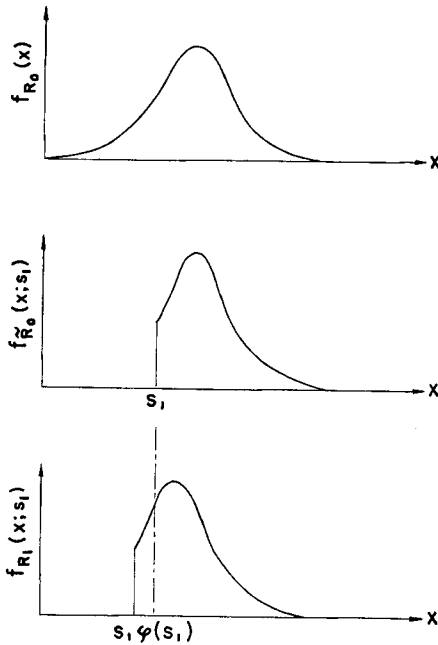 f_{R_0}(x)
X
f_{\tilde{R}_0}(x;s_1)
X
s_1
f_{R_1}(x;s_1)
X
s_1 φ(s_1)